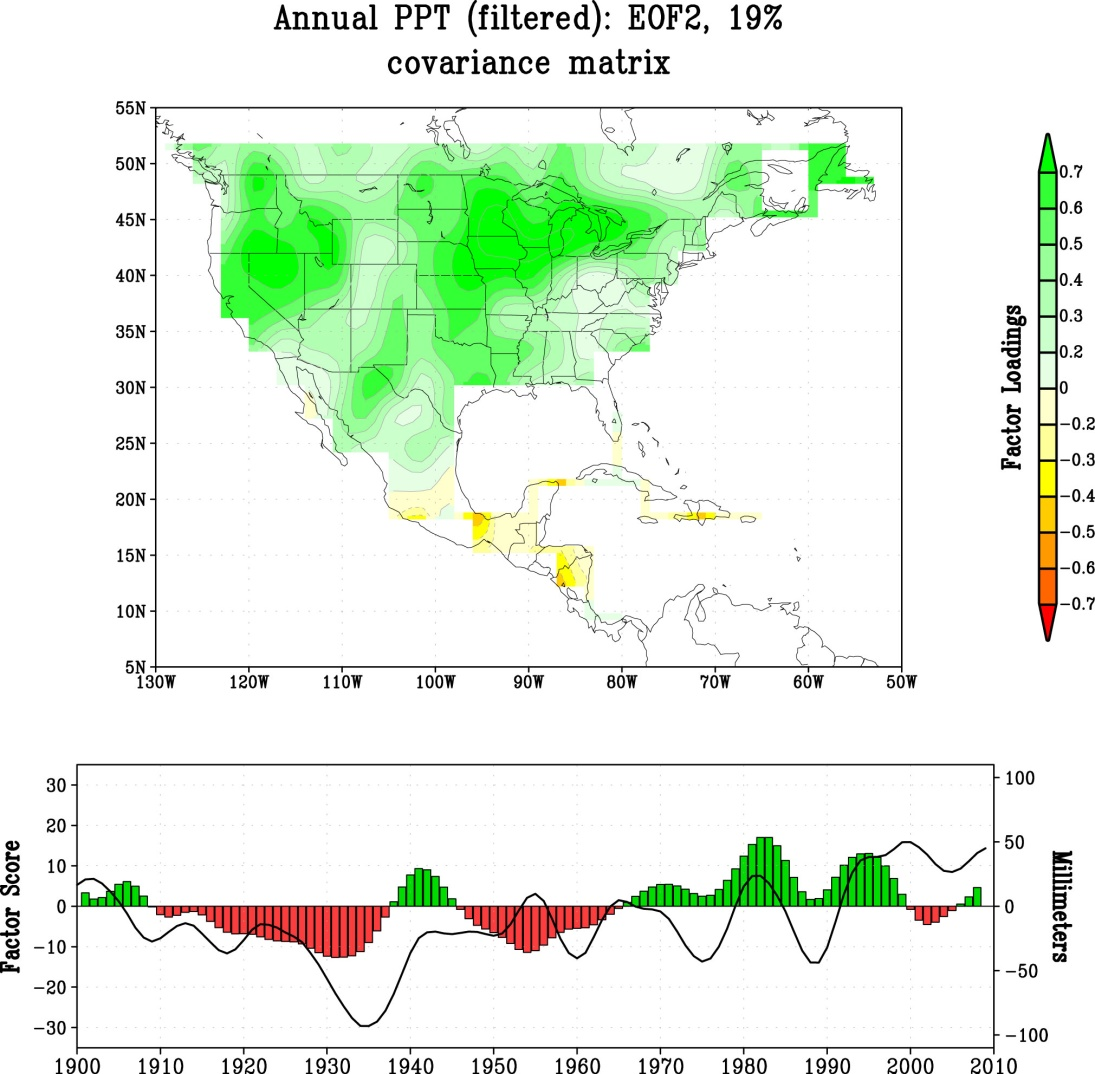 Annual PPT (filtered): EOF2, 19%
covariance matrix
55N
50N
45N
40N
35N
30N
25N
20N
15N
10N
5N
130W 120W 110W 100W 90W 80W 70W 60W 50W
Factor Loadings
0.7
0.6
0.5
0.4
0.3
0.2
0
−0.2
−0.3
−0.4
−0.5
−0.6
−0.7
Factor Score
30
20
10
0
−10
−20
−30
100
50
0
−50
−100
Millimeters
1900 1910 1920 1930 1940 1950 1960 1970 1980 1990 2000 2010